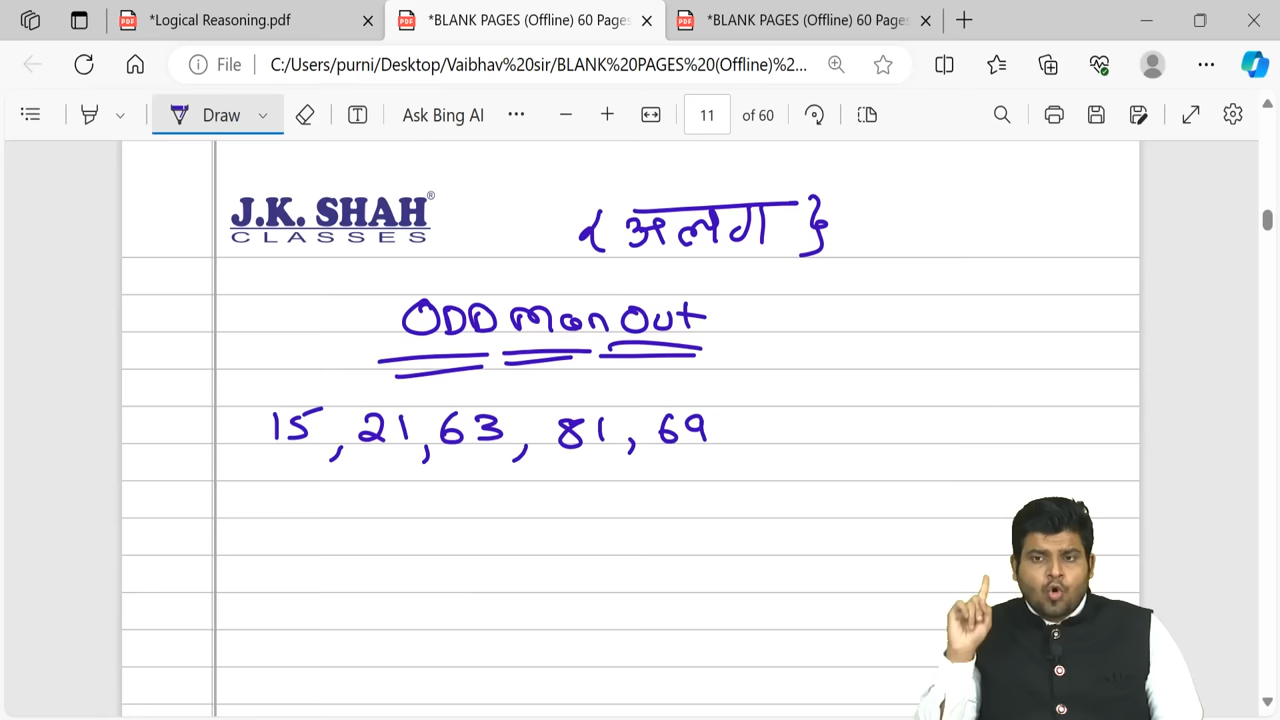 *Logical Reasoning.pdf
*BLANK PAGES (Offline) 60 Pages
*BLANK PAGES (Offline) 60 Page
File C:/Users/purni/Desktop/Vaibhav%20sir/BLANK%20PAGES%20(Offline)%2...
Draw Ask Bing AI 11 of 60
J.K. SHAH®
CLASSES
{ अलग }
ODD Man Out
15, 21, 63, 81, 69